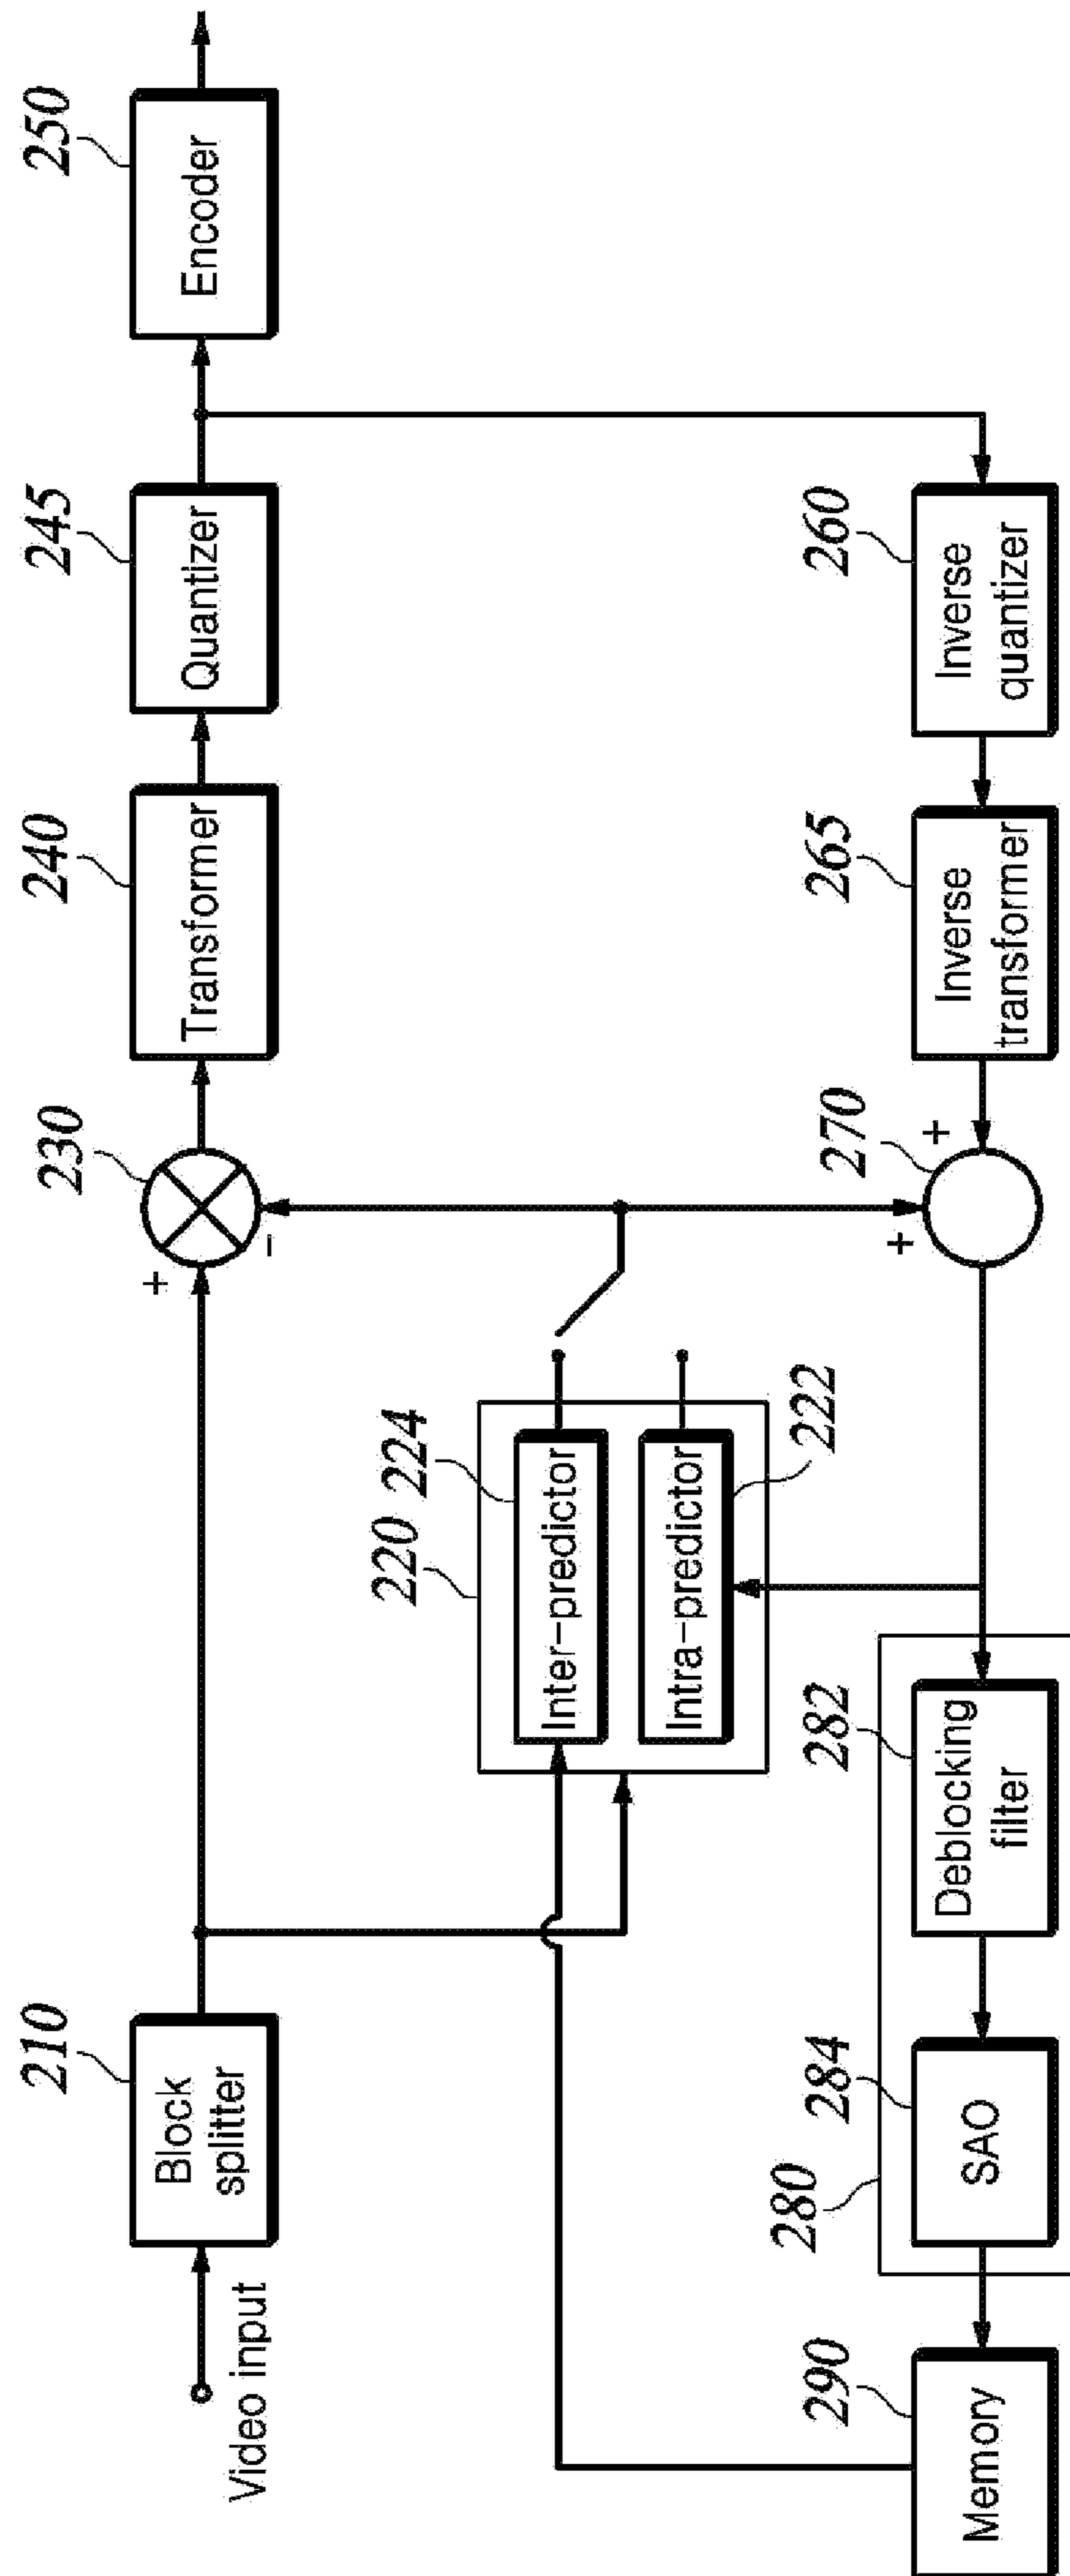 210
Block
splitter
Video input
230
+
-
240
Transformer
245
Quantizer
250
Encoder
220
224
Inter-predictor
Intra-predictor
222
260
Inverse
quantizer
265
Inverse
transformer
270
+
+
280
282
Deblocking
filter
284
SAO
290
Memory